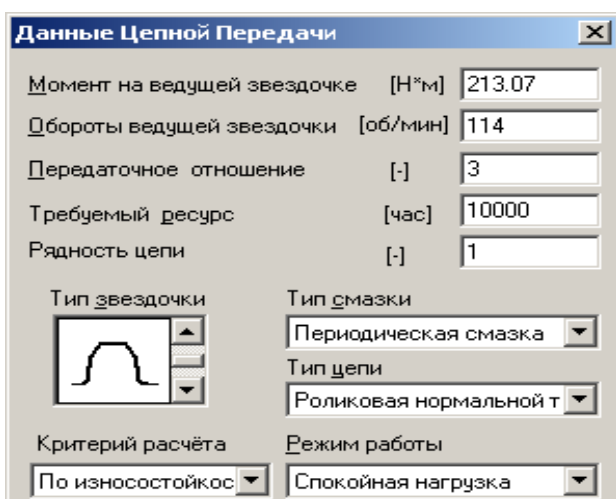 Данные Цепной Передачи
Момент на ведущей звездочке [Н*м] 213.07
Обороты ведущей звездочки [об/мин] 114
Передаточное отношение [-] 3
Требуемый ресурс [час] 10000
Рядность цепи [-] 1
Тип звездочки Тип смазки
Периодическая смазка
Тип цепи
Роликовая нормальной т
Критерий расчёта Режим работы
По износостойкос Спокойная нагрузка